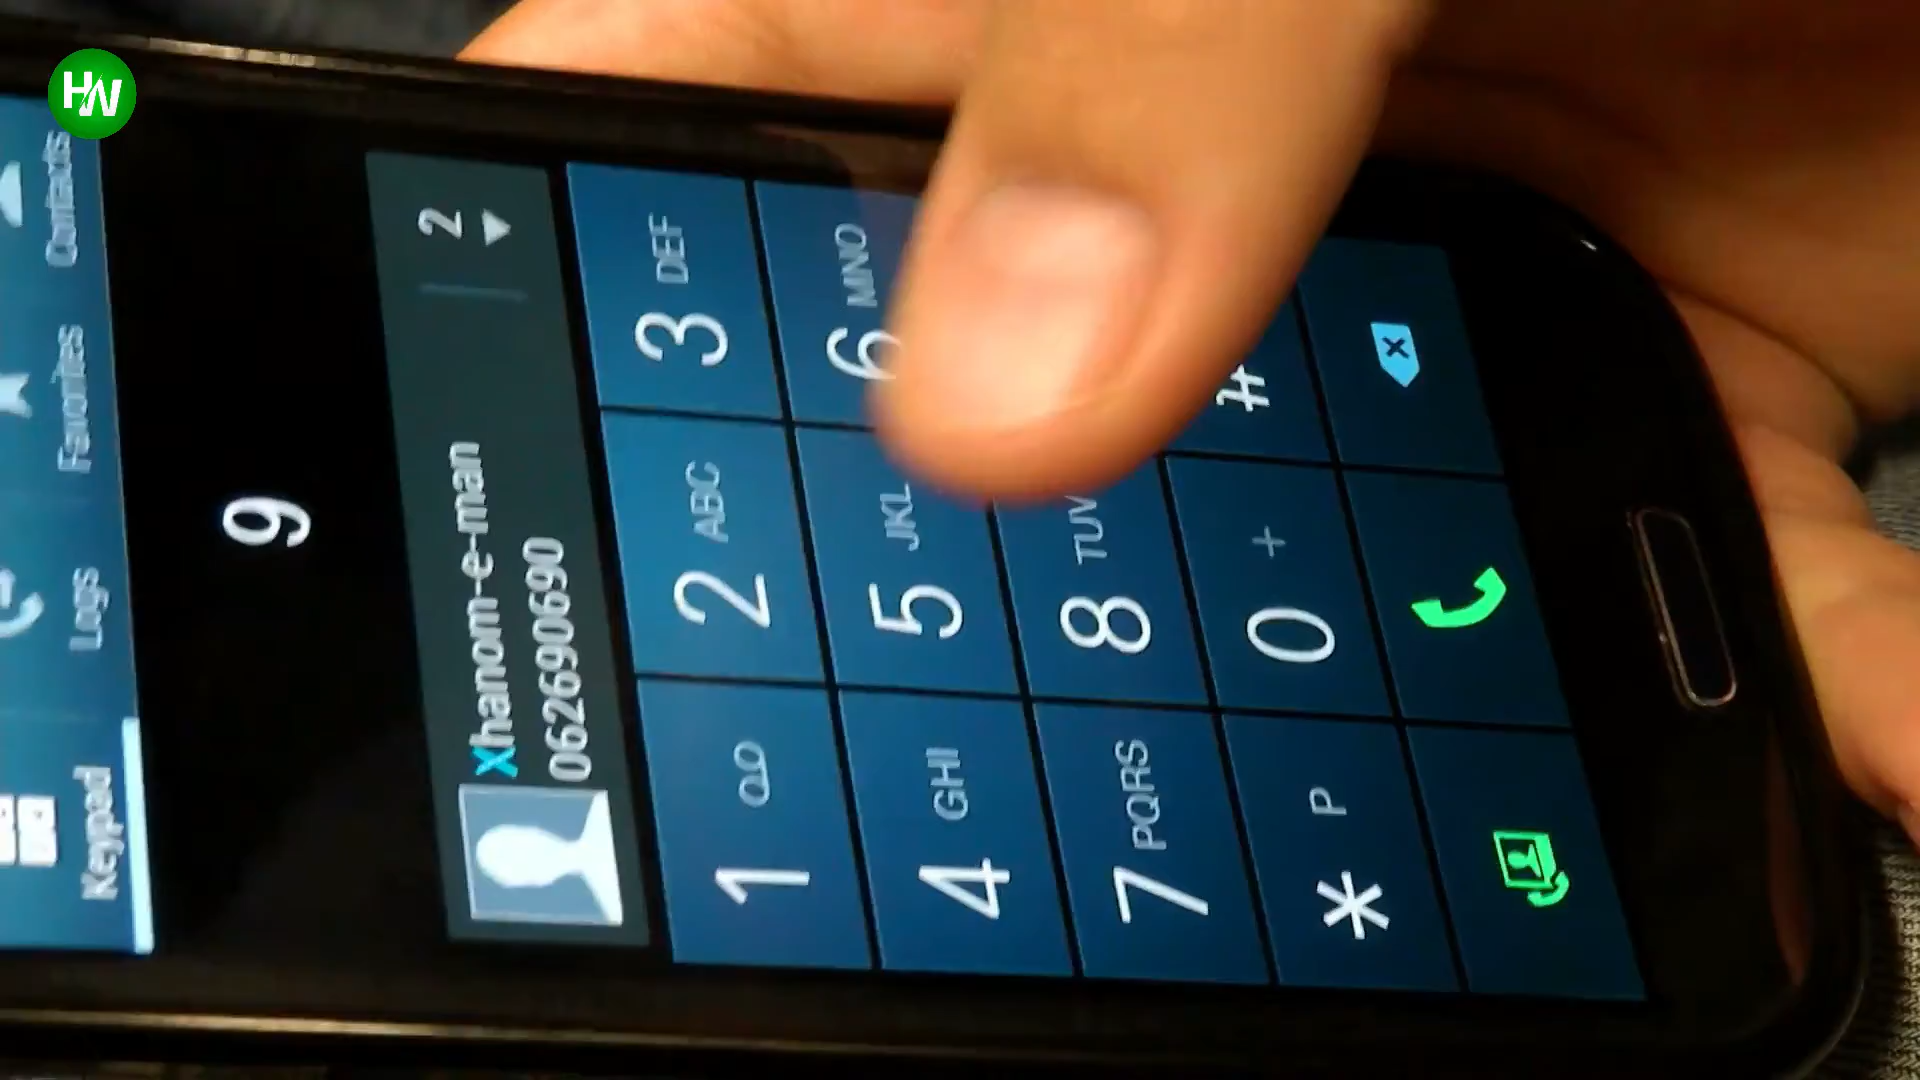 HW
Keypad
Logs
Favorites
Contacts
9
Xhanom-e-man
0626690690
2
1
2 ABC
3 DEF
4 GHI
5 JKL
6 MNO
7 PQRS
8 TUV
* P
0 +
#